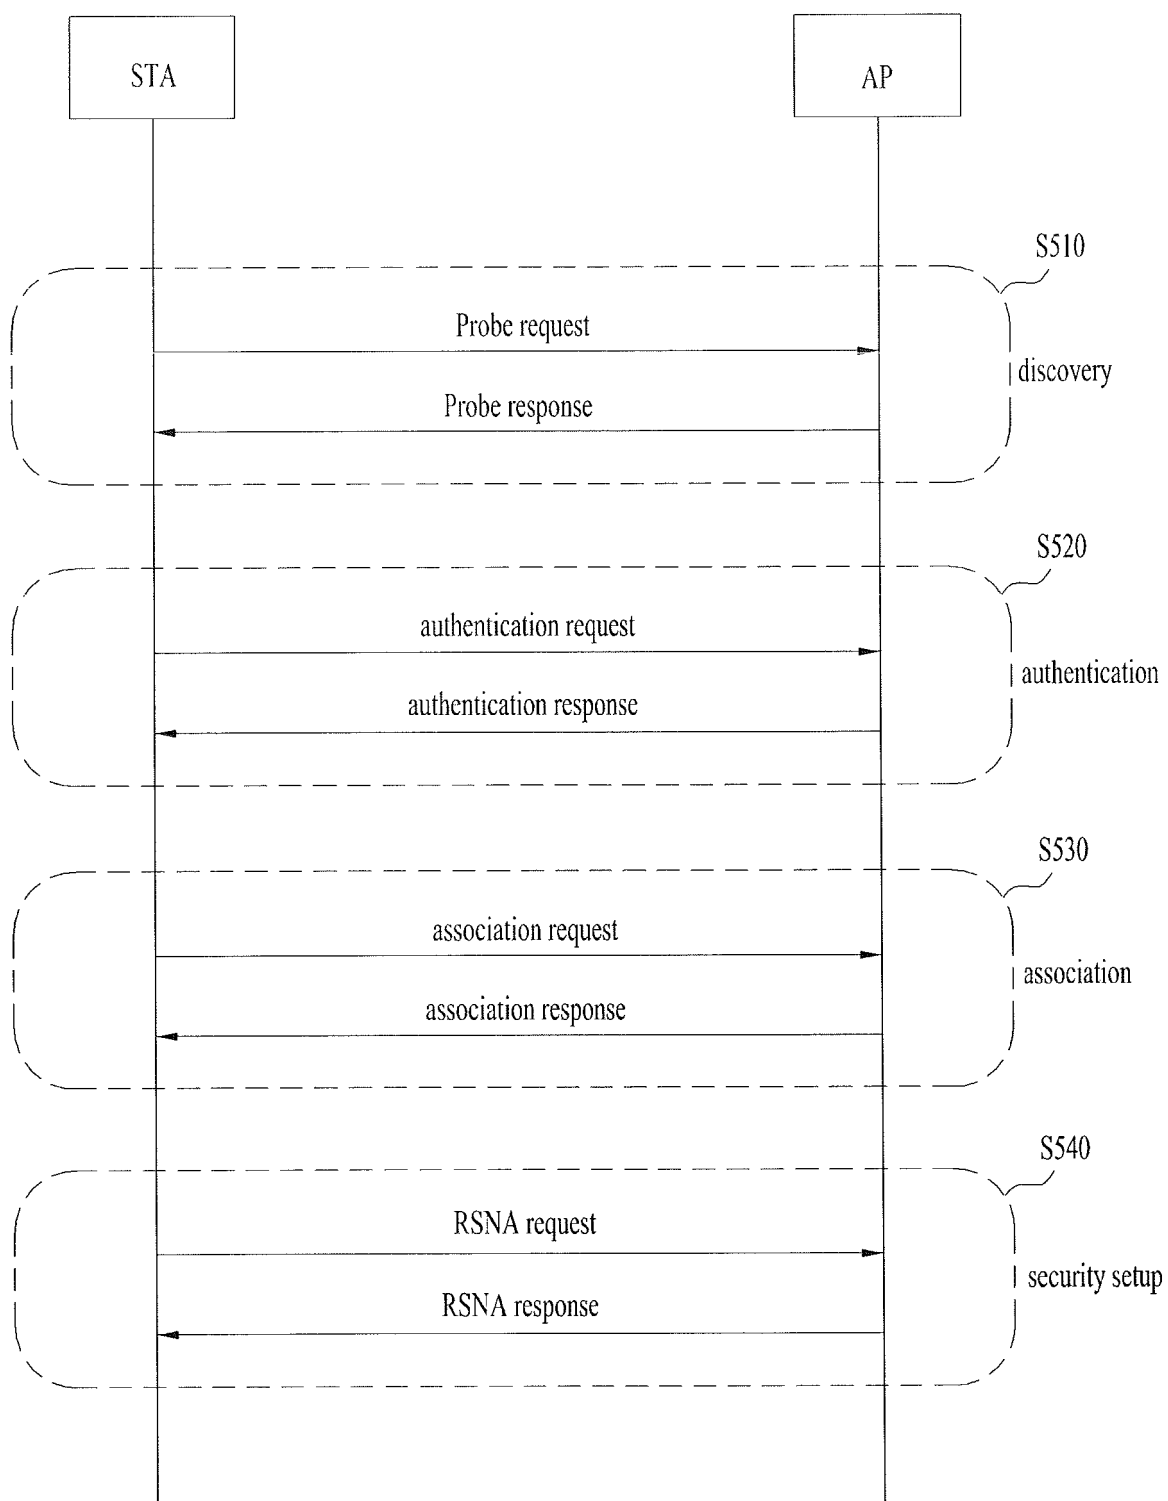 STA
AP
S510
Probe request
discovery
Probe response
S520
authentication request
authentication
authentication response
S530
association request
association
association response
S540
RSNA request
security setup
RSNA response